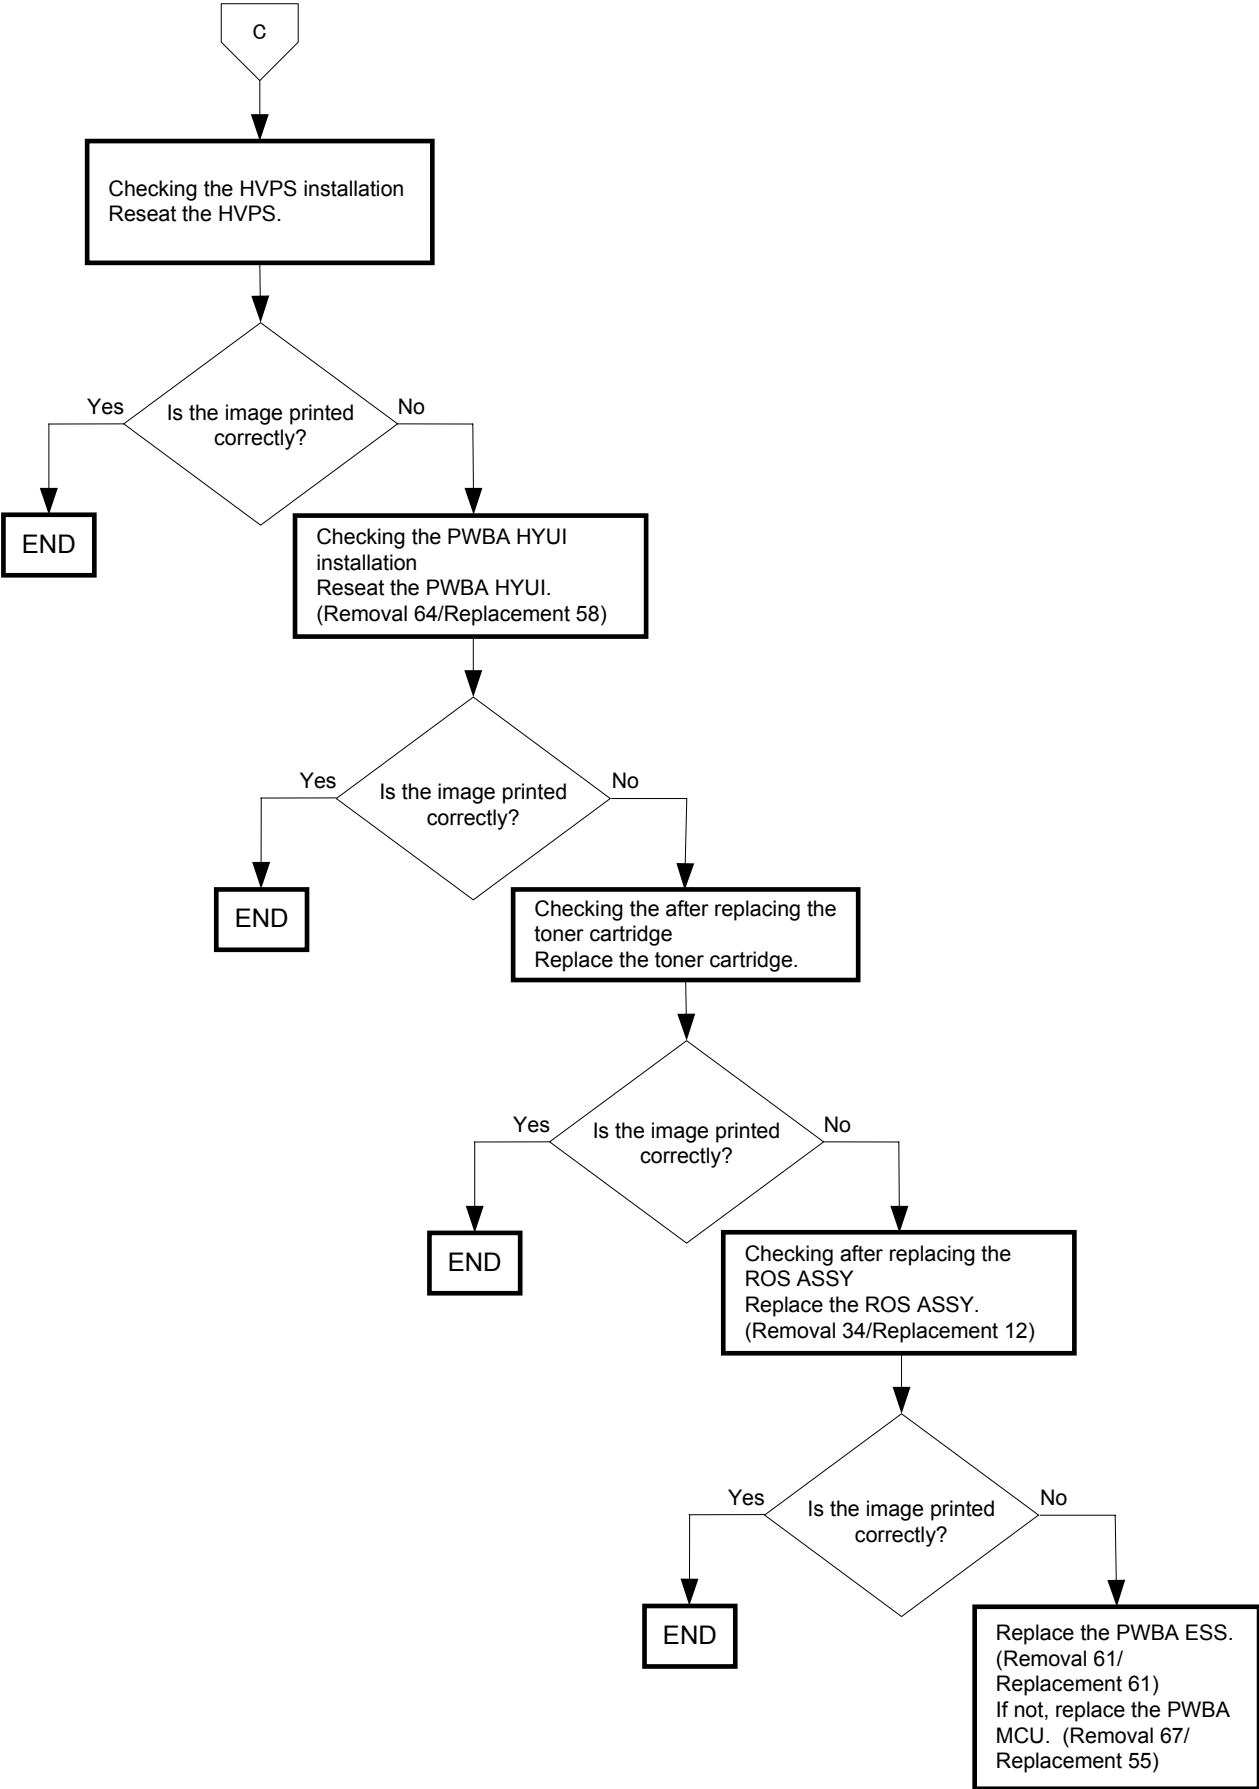 C
Checking the HVPS installation
Reseat the HVPS.
Is the image printed
correctly?
Yes
No
END
Checking the PWBA HYUI
installation
Reseat the PWBA HYUI.
(Removal 64/Replacement 58)
Is the image printed
correctly?
Yes
No
END
Checking the after replacing the
toner cartridge
Replace the toner cartridge.
Is the image printed
correctly?
Yes
No
END
Checking after replacing the
ROS ASSY
Replace the ROS ASSY.
(Removal 34/Replacement 12)
Is the image printed
correctly?
Yes
No
END
Replace the PWBA ESS.
(Removal 61/
Replacement 61)
If not, replace the PWBA
MCU.  (Removal 67/
Replacement 55)